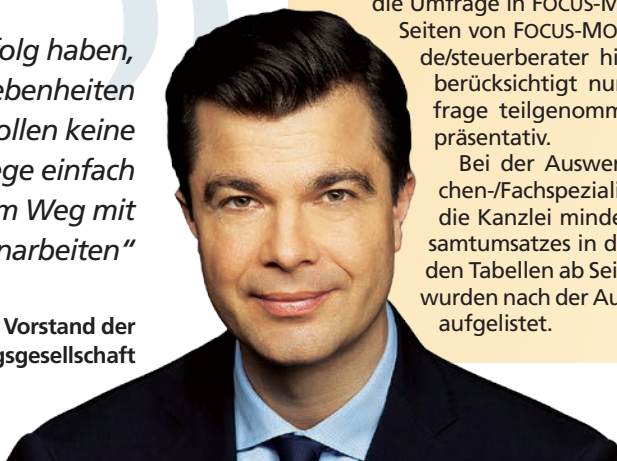 folg haben,
ebenheiten
ollen keine
ege einfach
m Weg mit
narbeiten“
Vorstand der
gsgesellschaft
die Umfrage in FOCUS-M
Seiten von FOCUS-MO
de/steuerberater hi
berücksichtigt nur
frage teilgenomm
präsentativ.
Bei der Auswer
chen-/Fachspeziali
die Kanzlei minde
samtumsatzes in d
den Tabellen ab Sei
wurden nach der Au
aufgelistet.